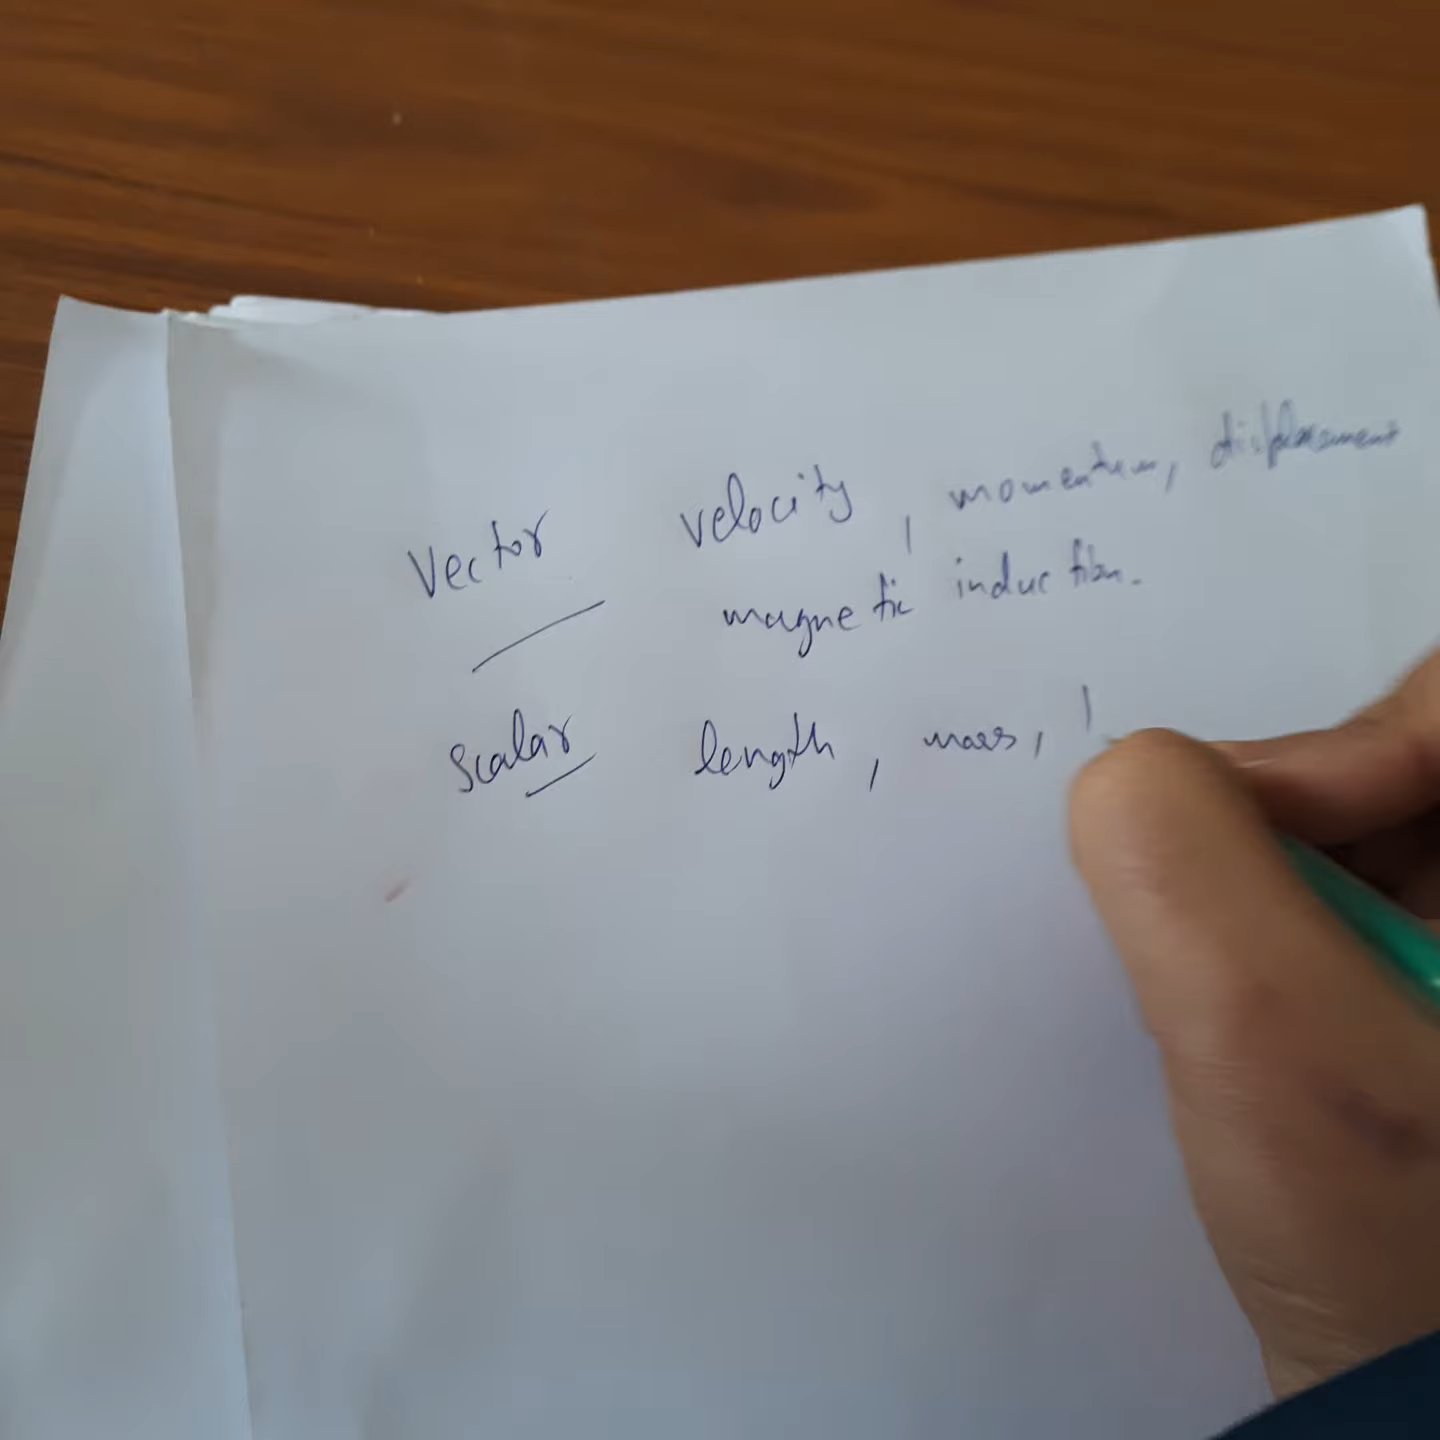 Vector velocity, momentum, displacement
magnetic induction.
Scalar length, mass,